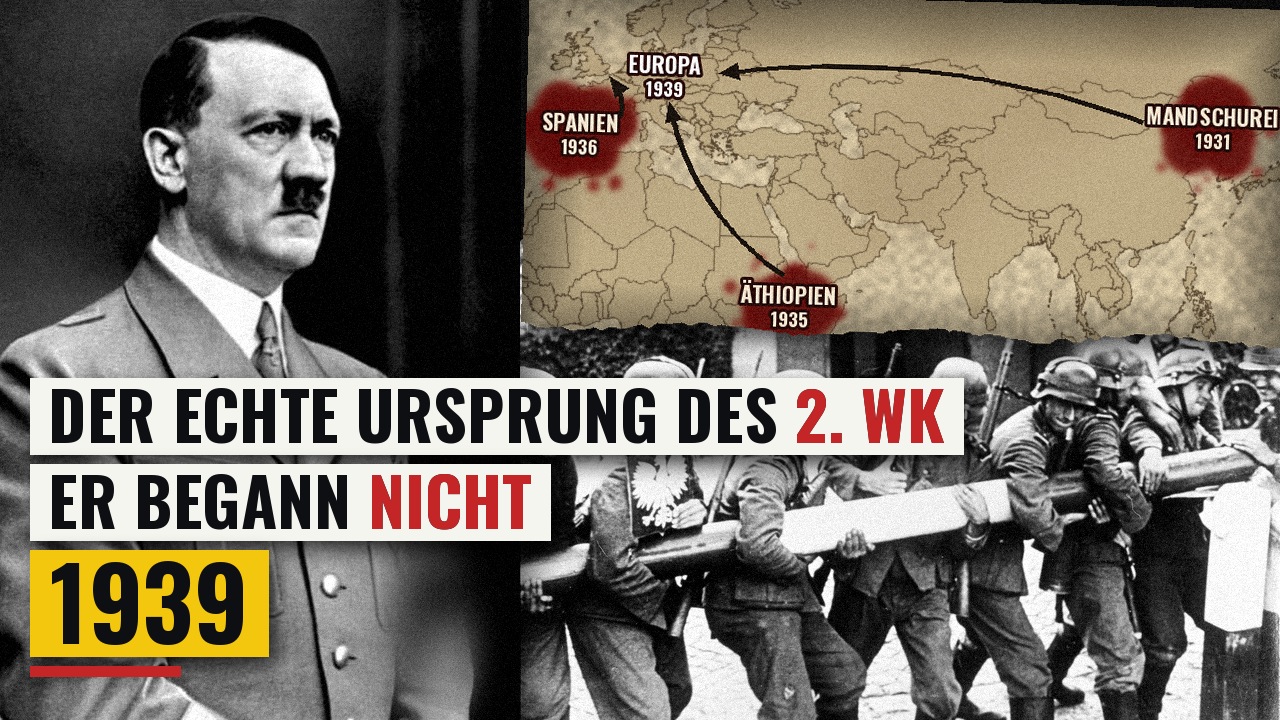 EUROPA
1939
SPANIEN
1936
MANDSCHUREI
1931
ÄTHIOPIEN
1935
DER ECHTE URSPRUNG DES 2. WK
ER BEGANN NICHT
1939